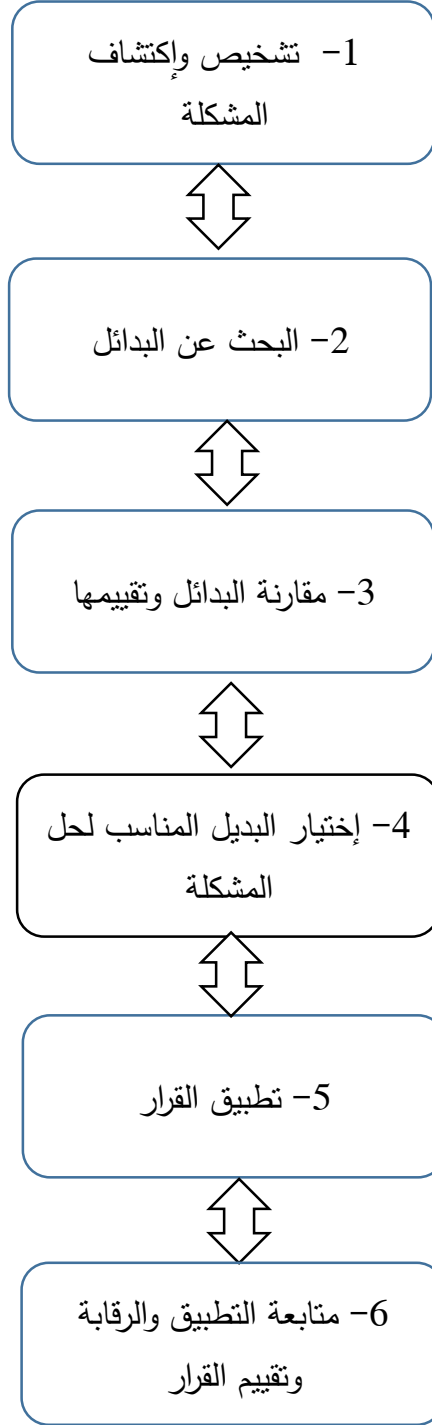 1- تشخيص وإكتشاف
المشكلة
2- البحث عن البدائل
3- مقارنة البدائل وتقييمها
4- إختيار البديل المناسب لحل
المشكلة
5- تطبيق القرار
6- متابعة التطبيق والرقابة
وتقييم القرار